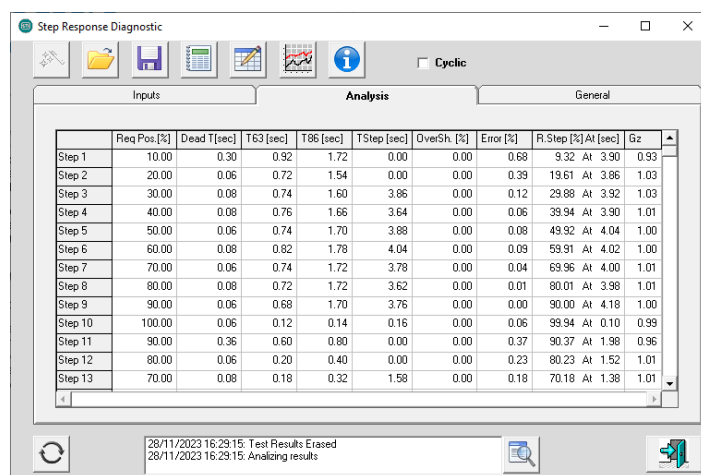 Step Response Diagnostic
Cyclic
Inputs Analysis General
Req Pos.[%] Dead T[sec] T63 [sec] T86 [sec] TStep [sec] OverSh. [%] Error [%] R.Step [%] At [sec] Gz
Step 1 10.00 0.30 0.92 1.72 0.00 0.00 0.68 9.32 At 3.90 0.93
Step 2 20.00 0.06 0.72 1.54 0.00 0.00 0.39 19.61 At 3.86 1.03
Step 3 30.00 0.08 0.74 1.60 3.86 0.00 0.12 29.88 At 3.92 1.03
Step 4 40.00 0.08 0.76 1.66 3.64 0.00 0.06 39.94 At 3.90 1.01
Step 5 50.00 0.06 0.74 1.70 3.88 0.00 0.08 49.92 At 4.04 1.00
Step 6 60.00 0.08 0.82 1.78 4.04 0.00 0.09 59.91 At 4.02 1.00
Step 7 70.00 0.06 0.74 1.72 3.78 0.00 0.04 69.96 At 4.00 1.01
Step 8 80.00 0.08 0.72 1.72 3.62 0.00 0.01 80.01 At 3.98 1.01
Step 9 90.00 0.06 0.68 1.70 3.76 0.00 0.00 90.00 At 4.18 1.00
Step 10 100.00 0.06 0.12 0.14 0.16 0.00 0.06 99.94 At 0.10 0.99
Step 11 90.00 0.36 0.60 0.80 0.00 0.00 0.37 90.37 At 1.98 0.96
Step 12 80.00 0.06 0.20 0.40 0.00 0.00 0.23 80.23 At 1.52 1.01
Step 13 70.00 0.08 0.18 0.32 1.58 0.00 0.18 70.18 At 1.38 1.01
28/11/2023 16:29:15: Test Results Erased
28/11/2023 16:29:15: Analizing results